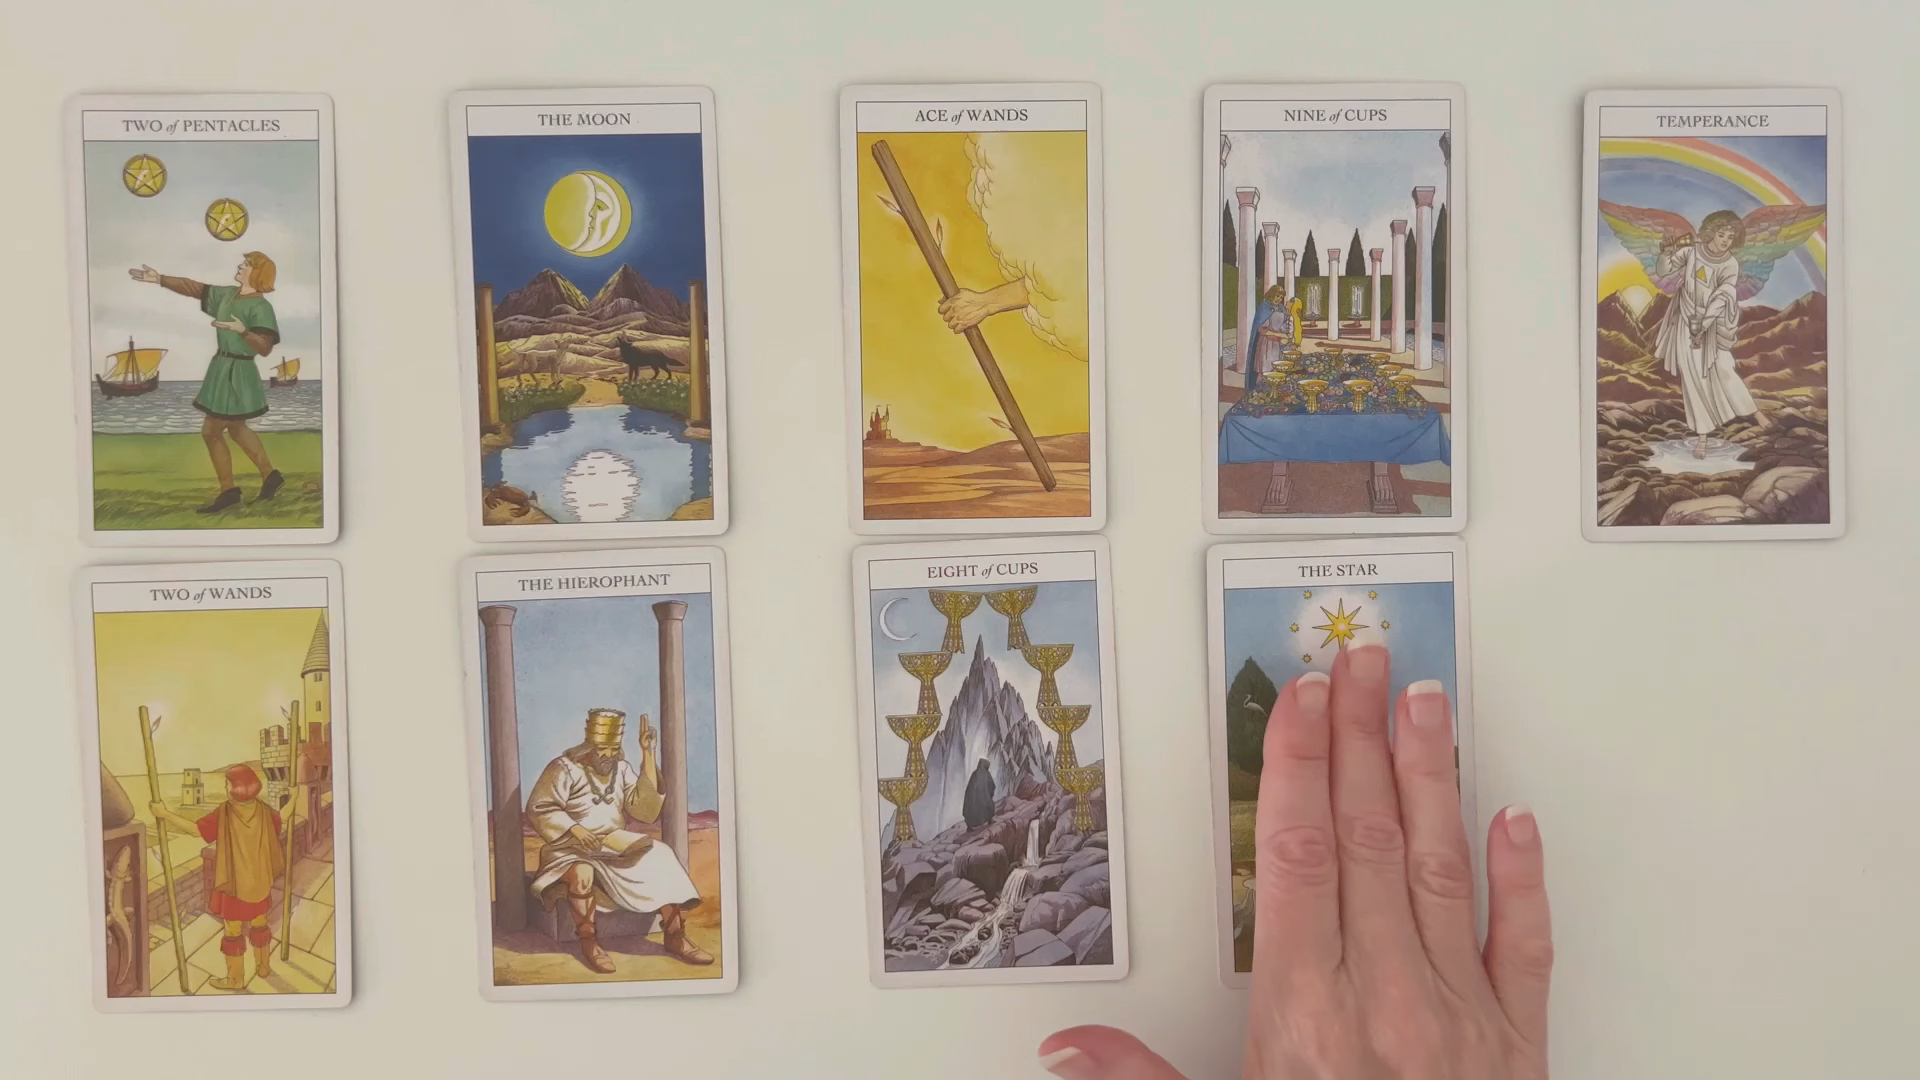 TWO of PENTACLES
THE MOON
ACE of WANDS
NINE of CUPS
TEMPERANCE
TWO of WANDS
THE HIEROPHANT
EIGHT of CUPS
THE STAR